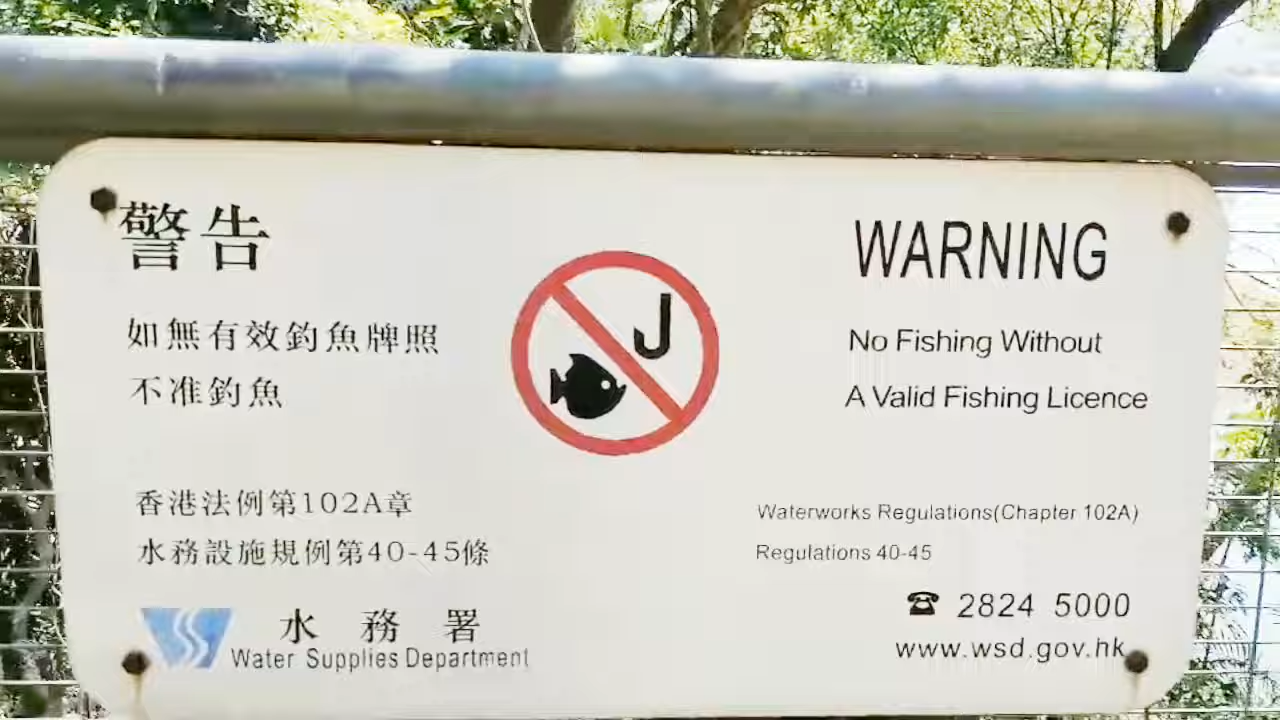 警告
如無有效釣魚牌照
不准釣魚
香港法例第102A章
水務設施規例第40-45條
水務署
Water Supplies Department
WARNING
No Fishing Without
A Valid Fishing Licence
Waterworks Regulations(Chapter 102A)
Regulations 40-45
☎ 2824 5000
www.wsd.gov.hk